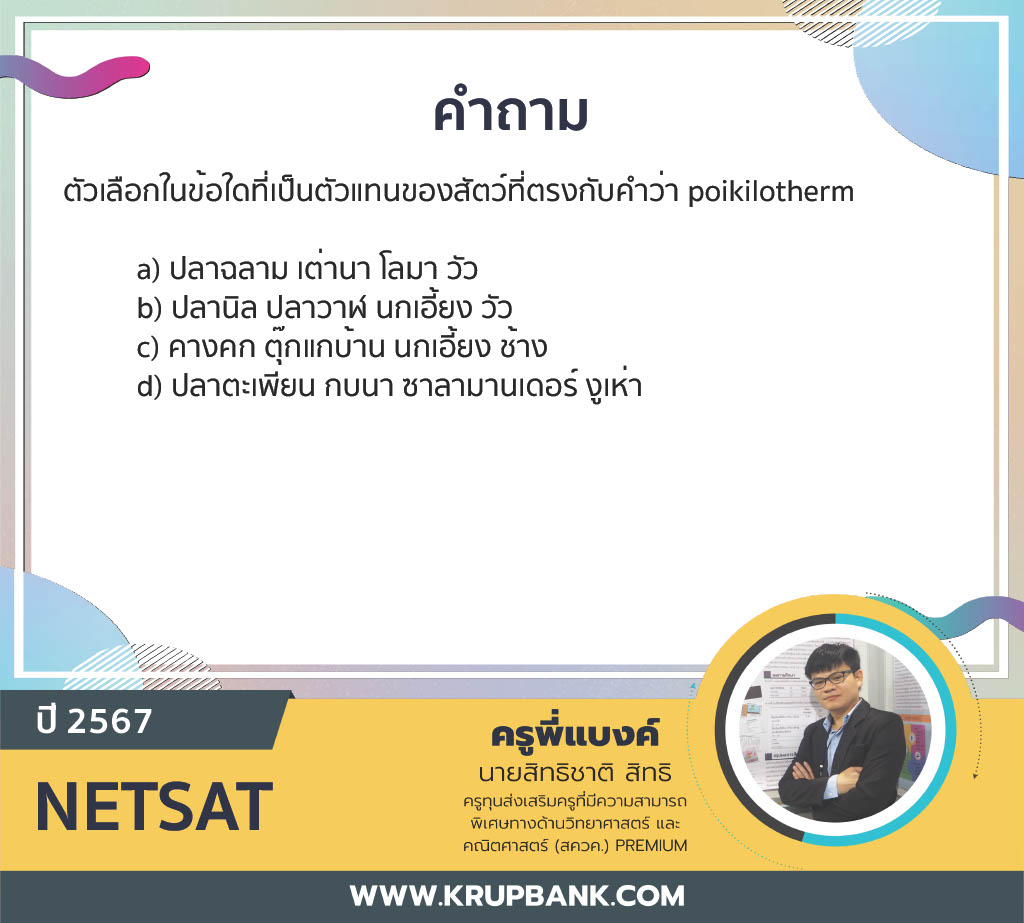 คำถาม
ตัวเลือกในข้อใดที่เป็นตัวแทนของสัตว์ที่ตรงกับคำว่า poikilotherm
a) ปลาฉลาม เต่านา โลมา วัว
b) ปลานิล ปลาวาฬ นกเอี้ยง วัว
c) คางคก ตุ๊กแกบ้าน นกเอี้ยง ช้าง
d) ปลาตะเพียน กบนา ซาลามานเดอร์ งูเห่า
ปี 2567
NETSAT
ครูพี่แบงค์
นายสิทธิชาติ สิทธิ
ครูทุนส่งเสริมครูที่มีความสามารถ
พิเศษทางด้านวิทยาศาสตร์ และ
คณิตศาสตร์ (สควค.) PREMIUM
WWW.KRUPBANK.COM